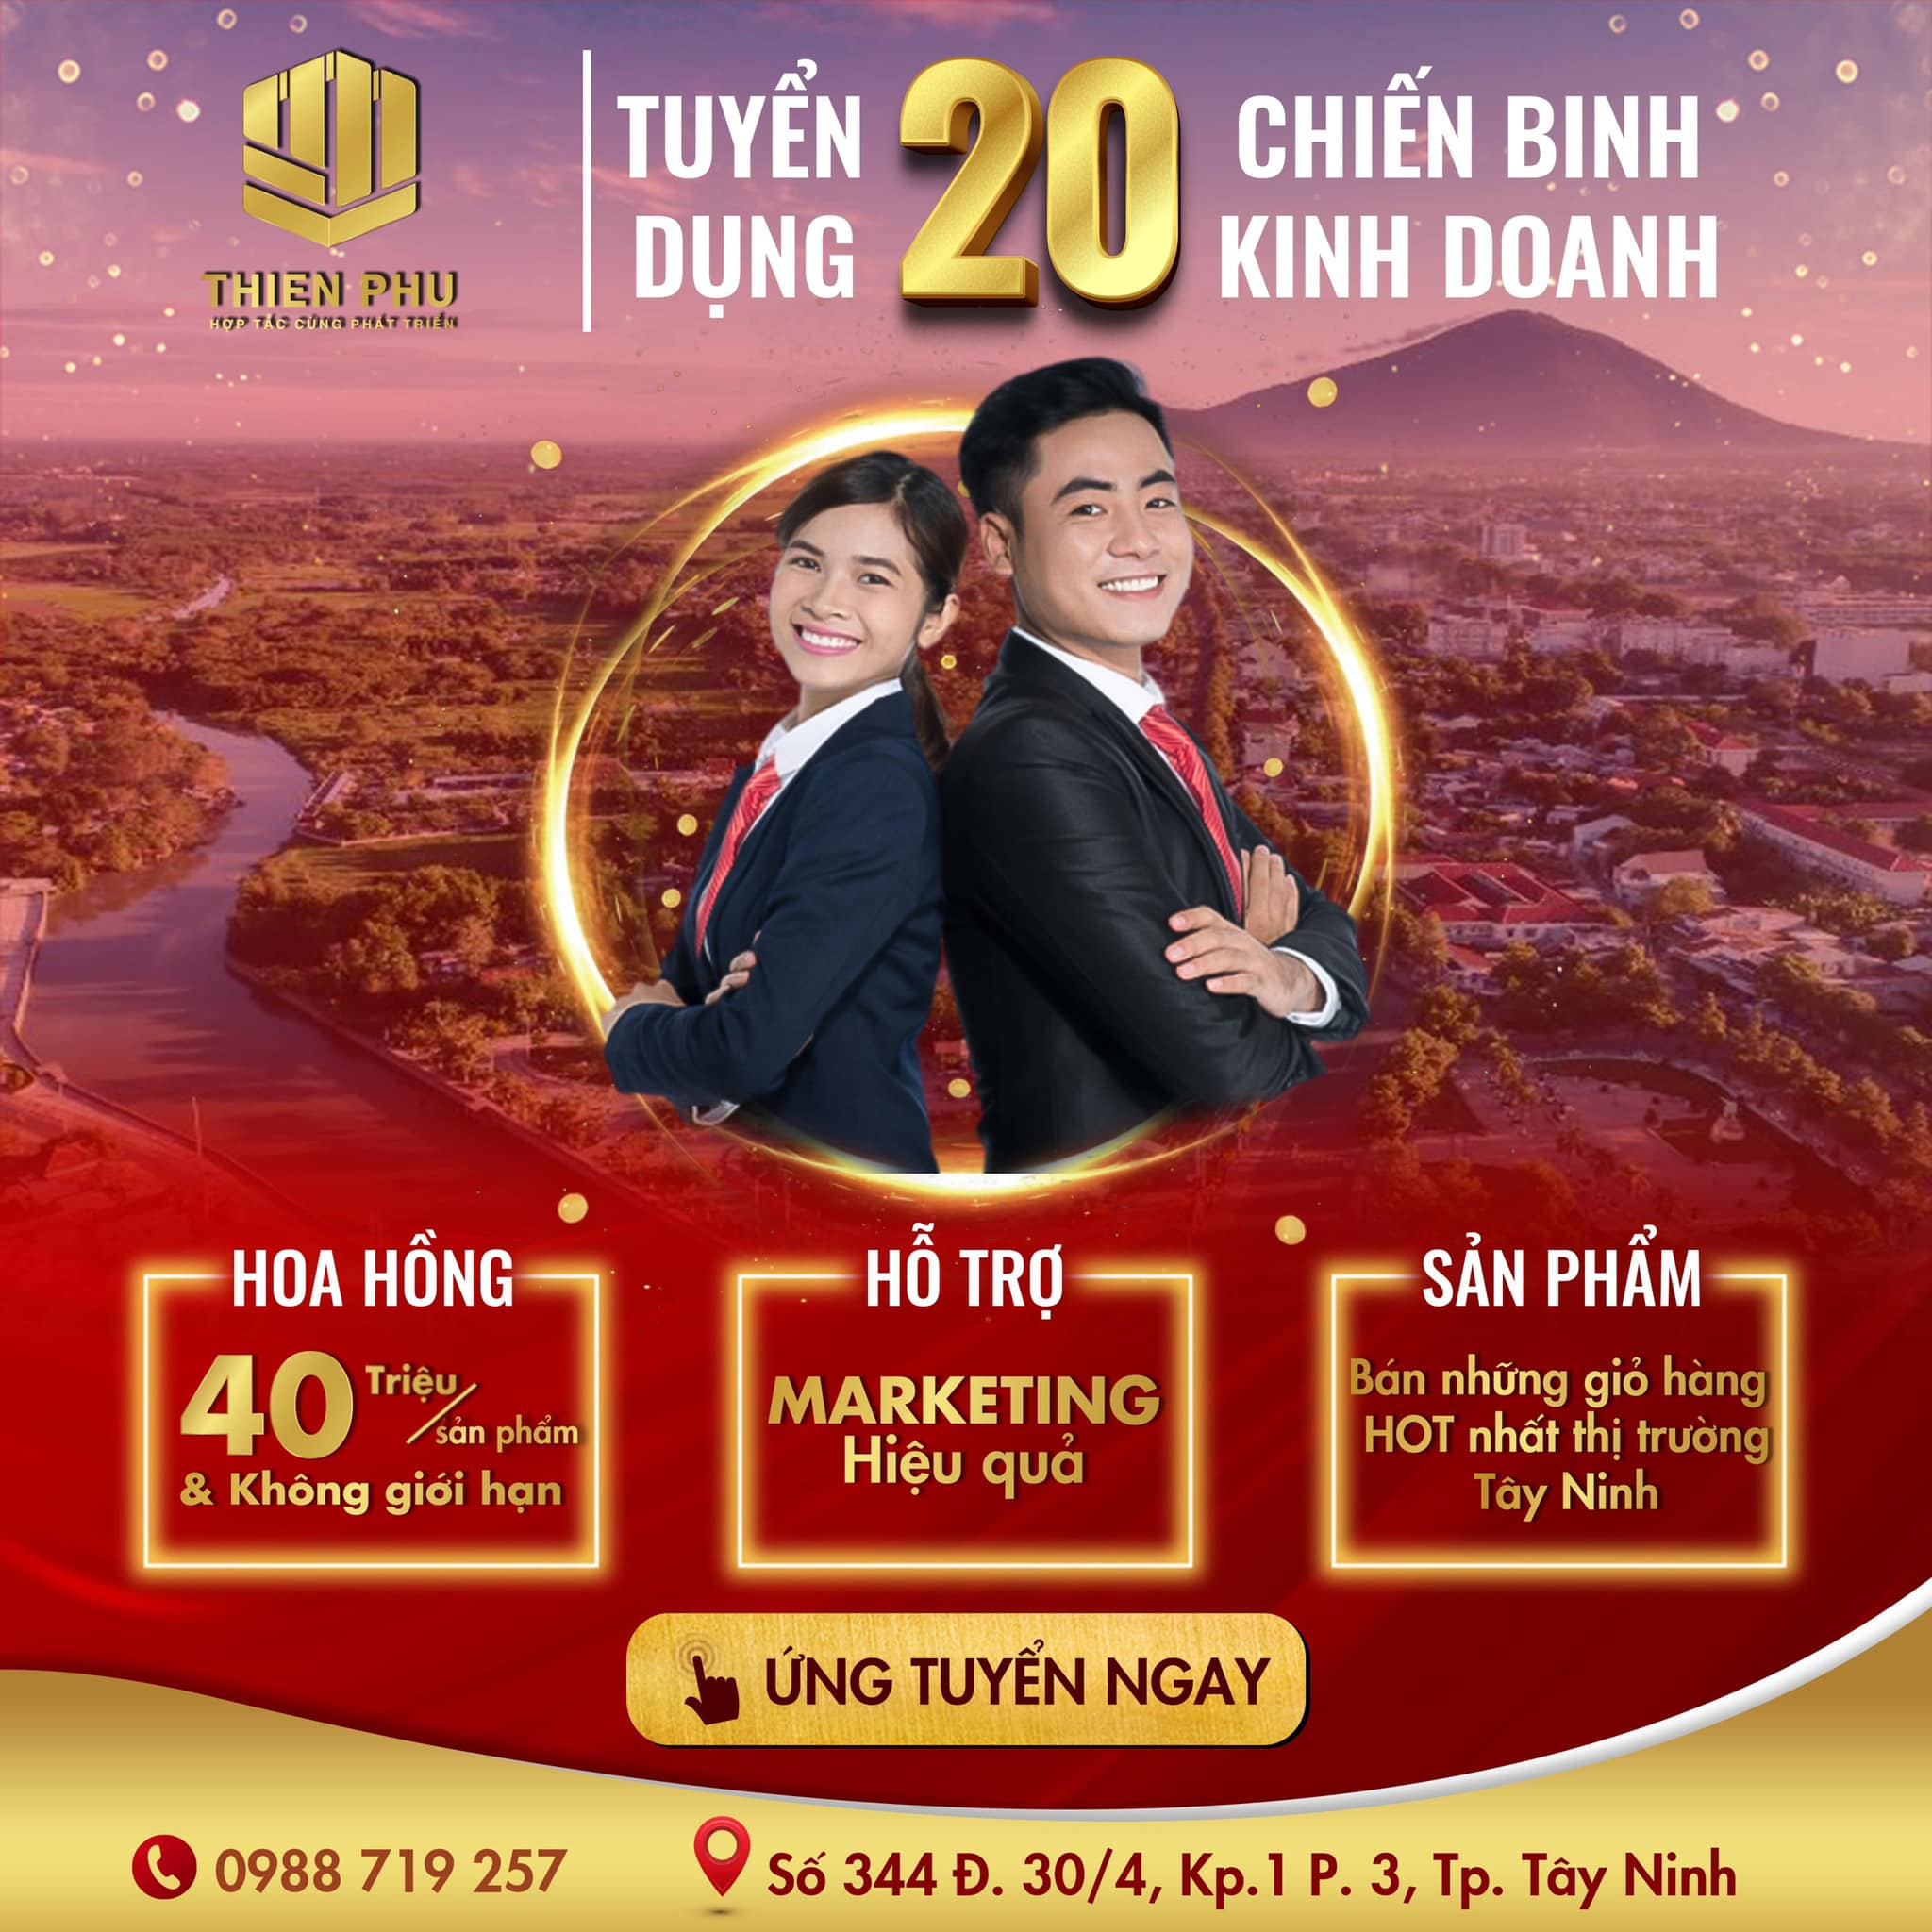 THIEN PHU
HỢP TÁC CÙNG PHÁT TRIỂN
TUYỂN
DỤNG
20
CHIẾN BINH
KINH DOANH
HOA HỒNG
40 Triệu/sản phẩm
& Không giới hạn
HỖ TRỢ
MARKETING
Hiệu quả
SẢN PHẨM
Bán những giỏ hàng
HOT nhất thị trường
Tây Ninh
ỨNG TUYỂN NGAY
0988 719 257
Số 344 Đ. 30/4, Kp.1 P. 3, Tp. Tây Ninh